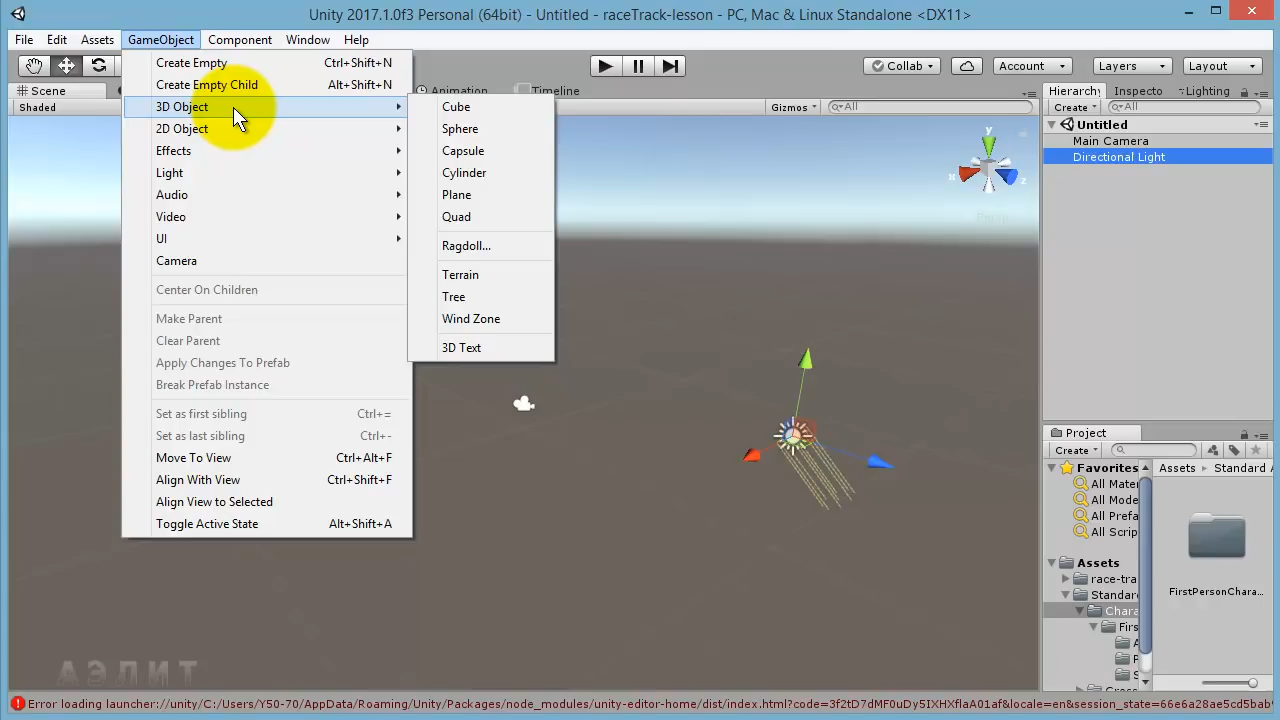 Unity 2017.1.0f3 Personal (64bit) - Untitled - raceTrack-lesson - PC, Mac & Linux Standalone <DX11>
File Edit Assets GameObject Component Window Help
Collab Account Layers Layout
Scene Animation Timeline
Shaded Gizmos All
Create Empty Ctrl+Shift+N
Create Empty Child Alt+Shift+N
3D Object
2D Object
Effects
Light
Audio
Video
UI
Camera
Center On Children
Make Parent
Clear Parent
Apply Changes To Prefab
Break Prefab Instance
Set as first sibling Ctrl+=
Set as last sibling Ctrl+-
Move To View Ctrl+Alt+F
Align With View Ctrl+Shift+F
Align View to Selected
Toggle Active State Alt+Shift+A
Cube
Sphere
Capsule
Cylinder
Plane
Quad
Ragdoll...
Terrain
Tree
Wind Zone
3D Text
y
x
z
Persp
Hierarchy Inspecto Lighting
Create All
Untitled
Main Camera
Directional Light
Project
Create
Favorites
All Mater
All Mode
All Prefa
All Scrip
Assets
race-tra
Standar
Chara
Firs
Assets Standard
FirstPersonChara...
АЭЛИТ
Error loading launcher://unity/C:/Users/Y50-70/AppData/Roaming/Unity/Packages/node_modules/unity-editor-home/dist/index.html?code=3f2tD7dMF0uDy5IXHXflaA01af&locale=en&session_state=66e6a28ae5cd5bab